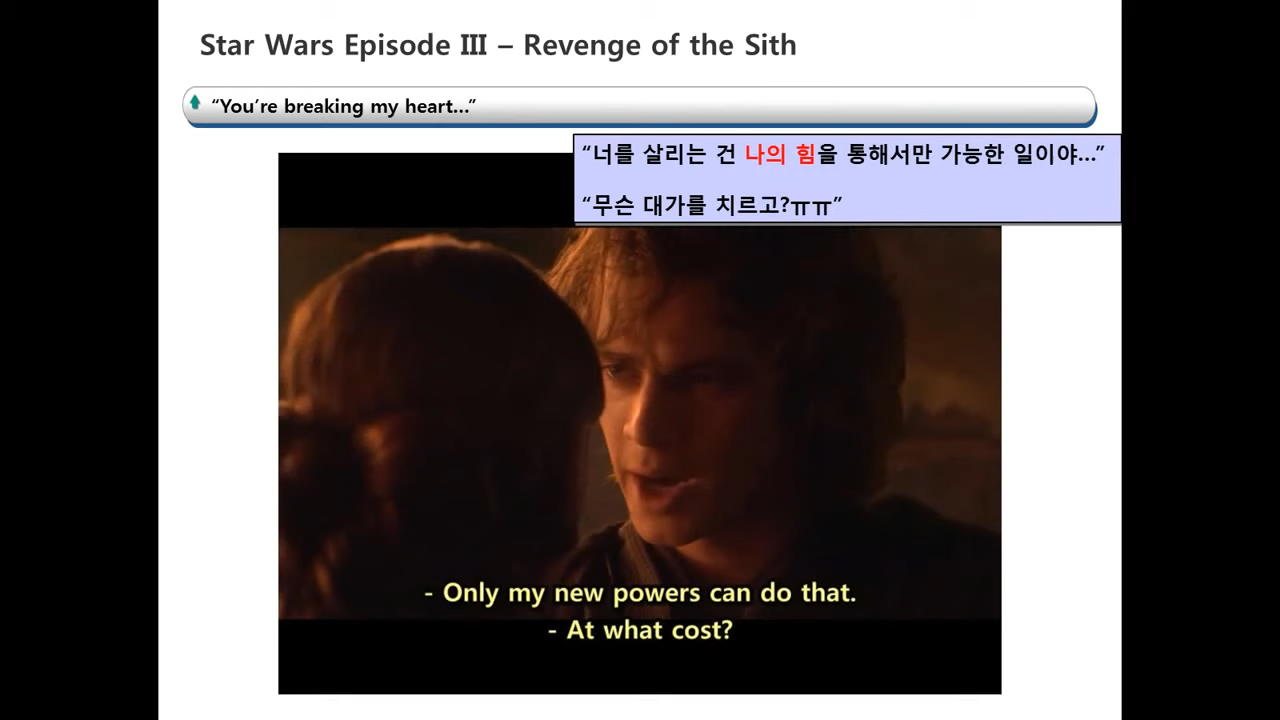 Star Wars Episode Ⅲ – Revenge of the Sith
“You’re breaking my heart…”
“너를 살리는 건 나의 힘을 통해서만 가능한 일이야…”
“무슨 대가를 치르고?ㅠㅠ”
- Only my new powers can do that.
- At what cost?